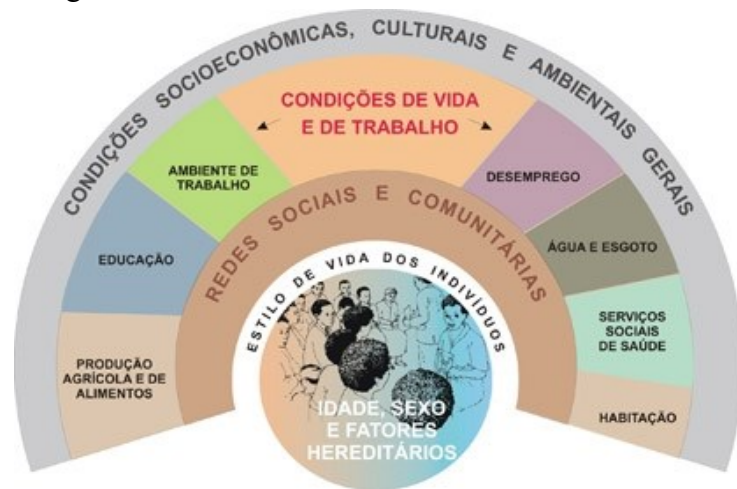 CONDIÇÕES SOCIOECONÔMICAS, CULTURAIS E AMBIENTAIS GERAIS
CONDIÇÕES DE VIDA
E DE TRABALHO
AMBIENTE DE
TRABALHO
DESEMPREGO
REDES SOCIAIS E COMUNITÁRIAS
EDUCAÇÃO
ÁGUA E ESGOTO
ESTILO DE VIDA DOS INDIVÍDUOS
PRODUÇÃO
AGRÍCOLA E DE
ALIMENTOS
SERVIÇOS
SOCIAIS
DE SAÚDE
HABITAÇÃO
IDADE, SEXO
E FATORES
HEREDITÁRIOS